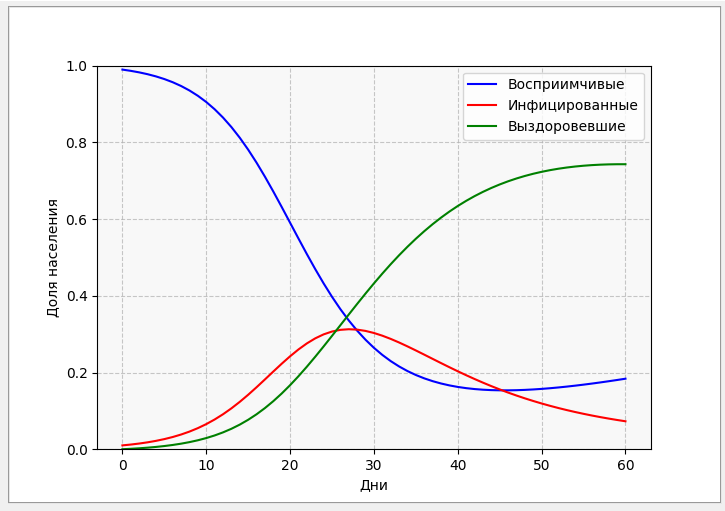 Восприимчивые
Инфицированные
Выздоровевшие
Доля населения
1.0
0.8
0.6
0.4
0.2
0.0
0 10 20 30 40 50 60
Дни